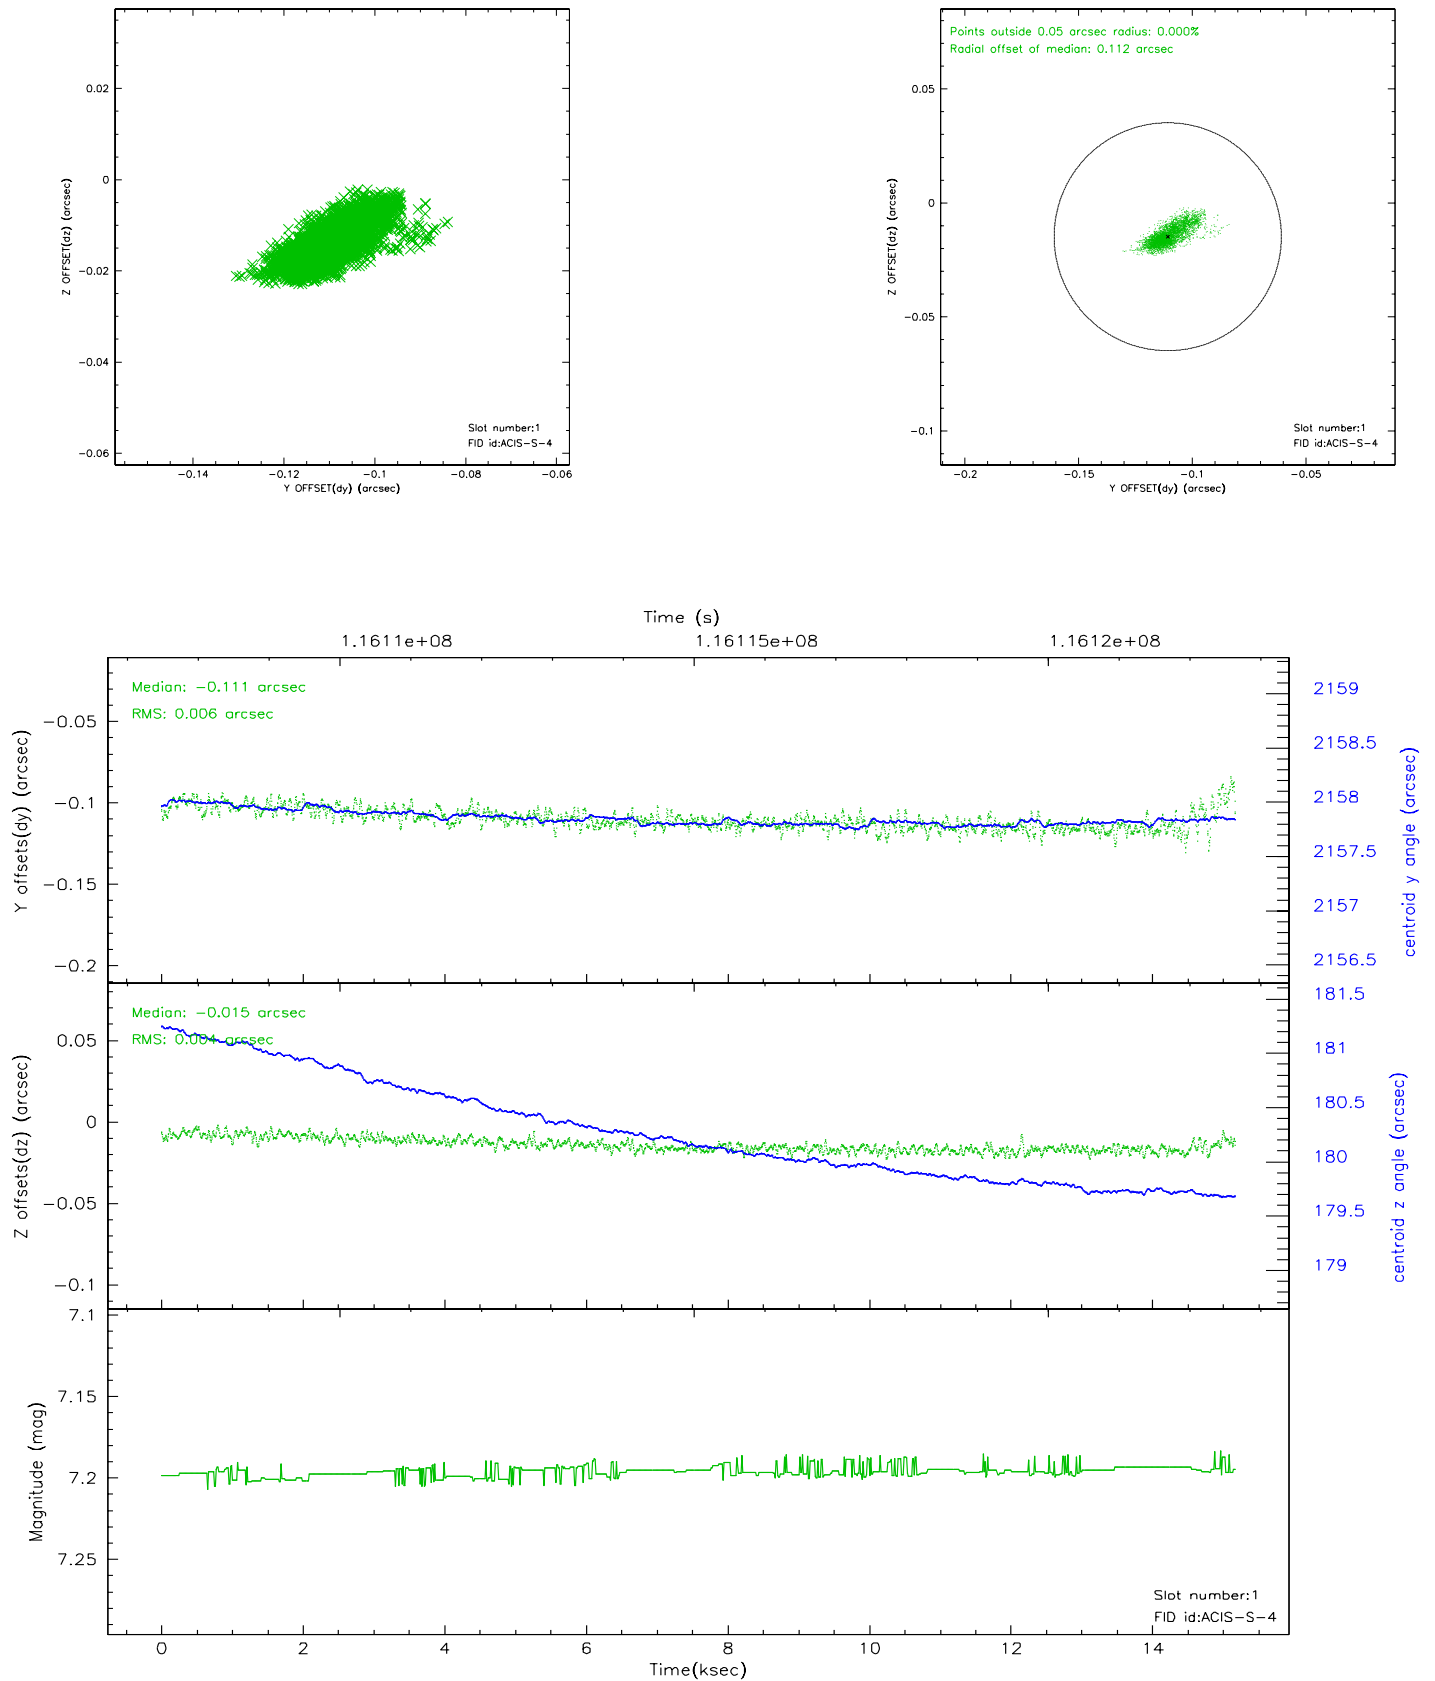 0.02
0
-0.02
-0.04
-0.06
Z OFFSET(dz) (arcsec)
Slot number:1
FID id:ACIS-S-4
-0.14
-0.12
-0.1
-0.08
-0.06
Y OFFSET(dy) (arcsec)
Points outside 0.05 arcsec radius: 0.000%
Radial offset of median: 0.112 arcsec
0.05
0
-0.05
-0.1
Z OFFSET(dz) (arcsec)
Slot number:1
FID id:ACIS-S-4
-0.2
-0.15
-0.1
-0.05
Y OFFSET(dy) (arcsec)
Time (s)
1.1611e+08
1.16115e+08
1.1612e+08
Median: -0.111 arcsec
RMS: 0.006 arcsec
-0.05
-0.1
-0.15
-0.2
Y offsets(dy) (arcsec)
2159
2158.5
2158
2157.5
2157
2156.5
centroid y angle (arcsec)
Median: -0.015 arcsec
RMS: 0.004 arcsec
0.05
0
-0.05
-0.1
Z offsets(dz) (arcsec)
181.5
181
180.5
180
179.5
179
centroid z angle (arcsec)
7.1
7.15
7.2
7.25
Magnitude (mag)
Slot number:1
FID id:ACIS-S-4
0
2
4
6
8
10
12
14
Time(ksec)